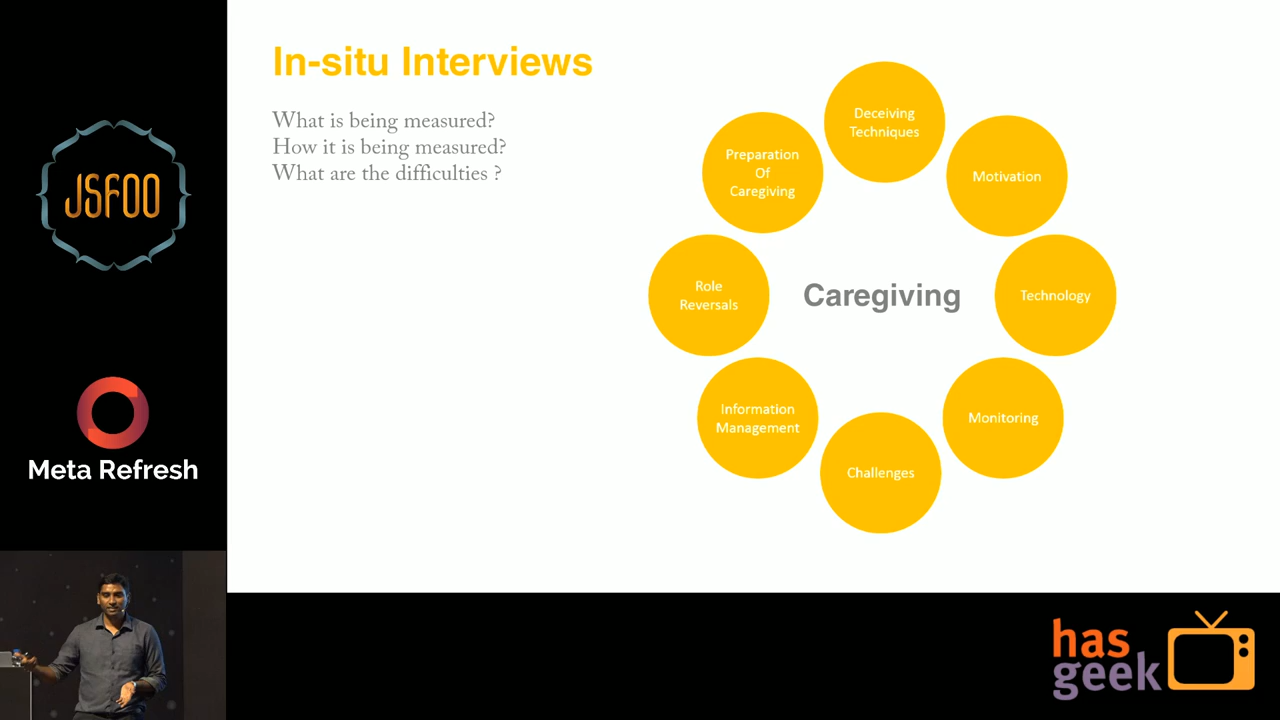 In-situ Interviews
What is being measured?
How it is being measured?
What are the difficulties ?
Deceiving
Techniques
Preparation
Of
Caregiving
Motivation
Role
Reversals
Caregiving
Technology
Information
Management
Monitoring
Challenges
JSFOO
Meta Refresh
has
geek